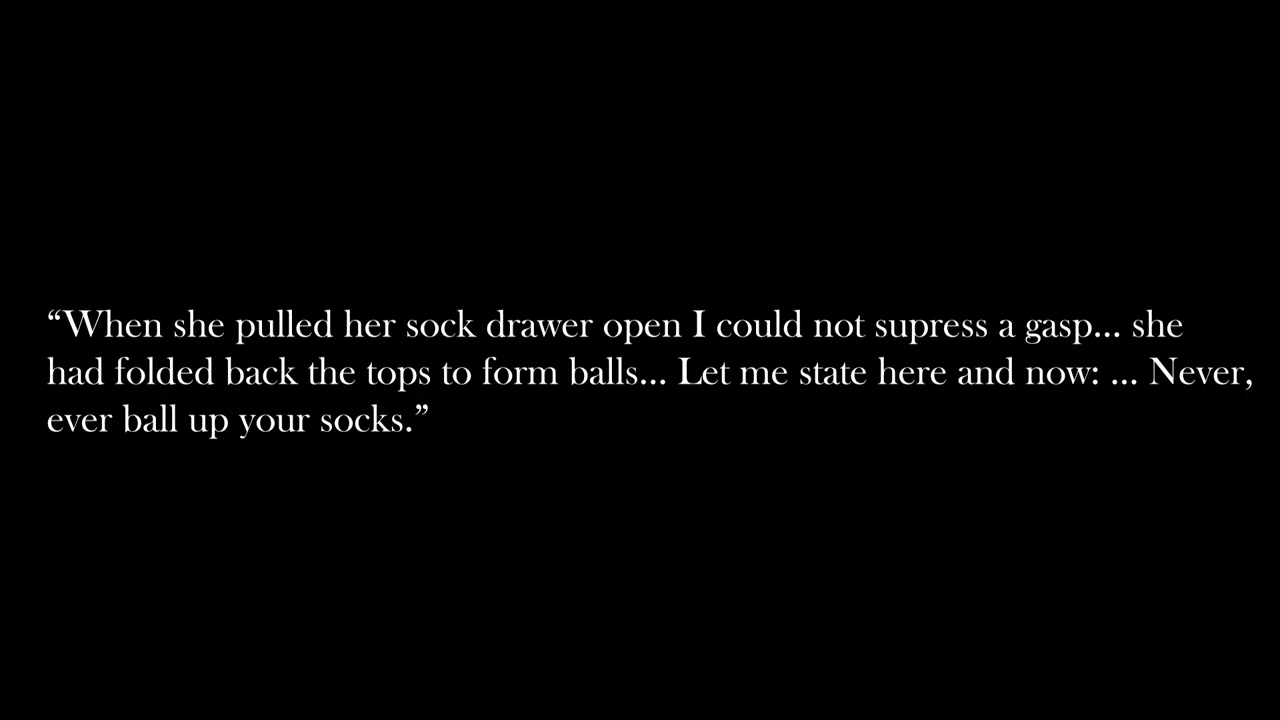 “When she pulled her sock drawer open I could not supress a gasp... she
had folded back the tops to form balls... Let me state here and now: ... Never,
ever ball up your socks.”